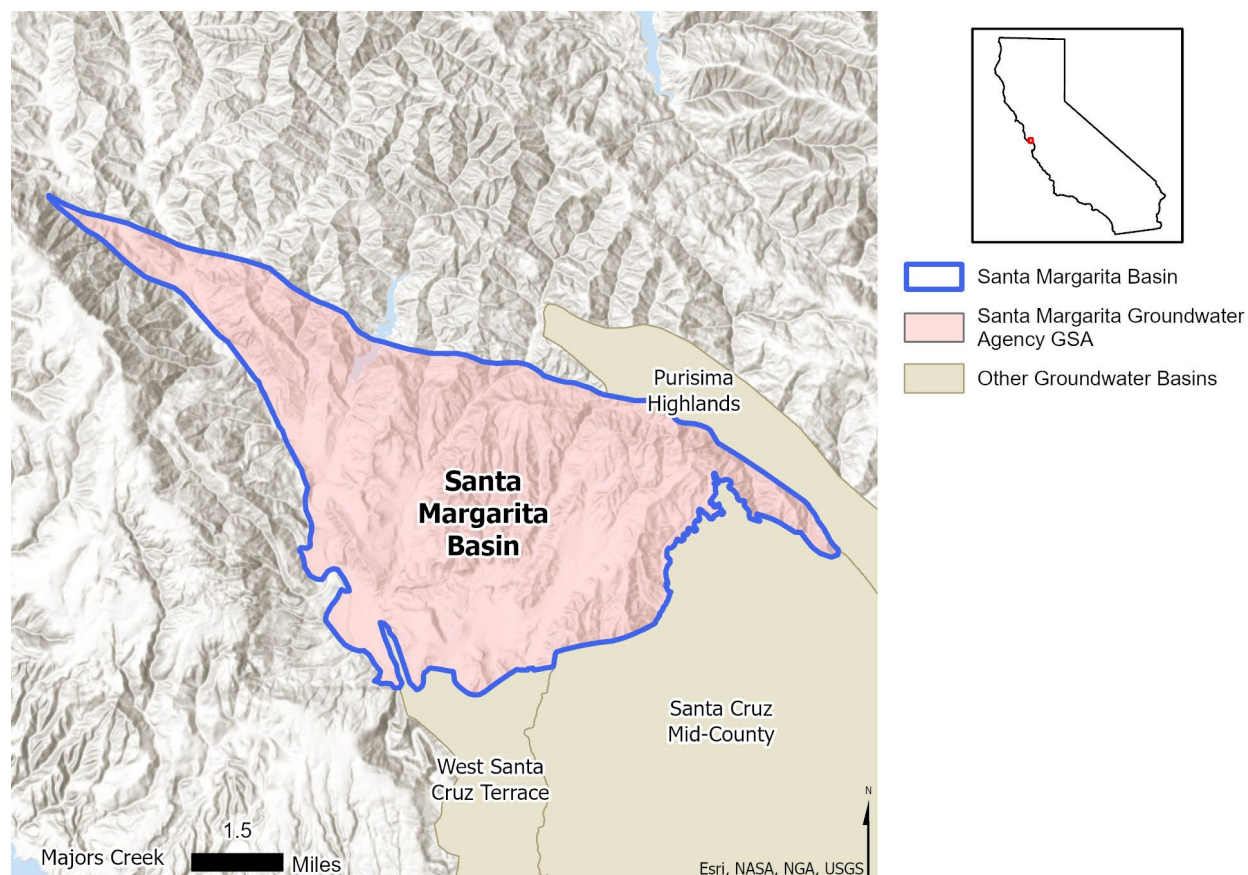 Santa Margarita Basin
Santa Margarita Groundwater
Agency GSA
Other Groundwater Basins
Purisima
Highlands
Santa
Margarita
Basin
Santa Cruz
Mid-County
West Santa
Cruz Terrace
N
1.5
Majors Creek
Miles
Esri, NASA, NGA, USGS